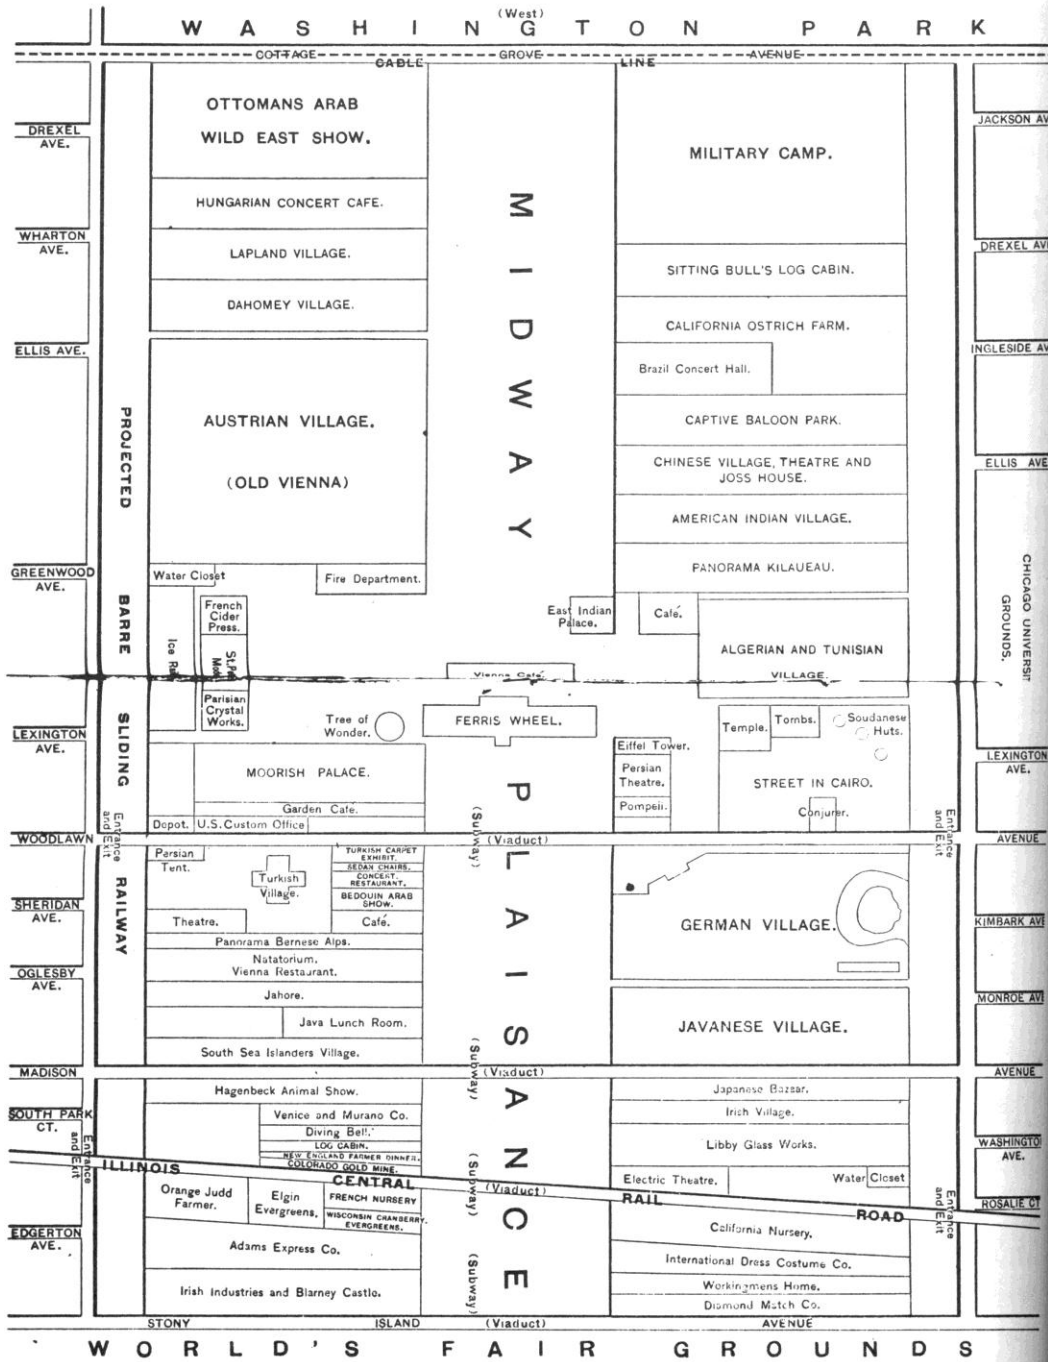 (West)
WASHINGTON PARK
COTTAGE GROVE AVENUE
CABLE LINE
OTTOMANS ARAB
WILD EAST SHOW.
HUNGARIAN CONCERT CAFE.
LAPLAND VILLAGE.
DAHOMEY VILLAGE.
AUSTRIAN VILLAGE.
(OLD VIENNA)
Water Closet
Fire Department.
French
Cider
Press.
Parisian
Crystal
Works.
Tree of
Wonder.
MOORISH PALACE.
Garden Café.
Depot.
U.S. Custom Office
MILITARY CAMP.
SITTING BULL'S LOG CABIN.
CALIFORNIA OSTRICH FARM.
Brazil Concert Hall.
CAPTIVE BALOON PARK.
CHINESE VILLAGE, THEATRE AND
JOSS HOUSE.
AMERICAN INDIAN VILLAGE.
PANORAMA KILAUEAU.
East Indian
Palace.
Café.
ALGERIAN AND TUNISIAN
VILLAGE.
Vienna Café.
FERRIS WHEEL.
Eiffel Tower.
Persian
Theatre.
Pompeii.
Temple.
Tombs.
Soudanese
Huts.
STREET IN CAIRO.
Conjurer.
MIDWAY PLAISANCE
PROJECTED BARRE SLIDING RAILWAY
DREXEL
AVE.
WHARTON
AVE.
ELLIS AVE.
GREENWOOD
AVE.
LEXINGTON
AVE.
WOODLAWN
(Viaduct)
AVENUE
(Subway)
Entrance
and Exit
Entrance
and Exit
SHERIDAN
AVE.
OGLESBY
AVE.
MADISON
(Viaduct)
AVENUE
(Subway)
SOUTH PARK
CT.
Entrance
and Exit
EDGERTON
AVE.
JACKSON AV
DREXEL AV
INGLESIDE AV
ELLIS AVE
CHICAGO UNIVERSIT
GROUNDS.
LEXINGTON
AVE.
KIMBARK AVE
MONROE AVE
WASHINGTO
AVE.
ROSALIE CT
Entrance
and Exit
Persian
Tent.
Turkish
Village.
TURKISH CARPET
EXHIBIT.
SEDAN CHAIRS.
CONCERT.
RESTAURANT.
BEDOUIN ARAB
SHOW.
Theatre.
Café.
Panorama Bernese Alps.
Natatorium.
Vienna Restaurant.
Jahore.
Java Lunch Room.
South Sea Islanders Village.
GERMAN VILLAGE.
JAVANESE VILLAGE.
Hagenbeck Animal Show.
Venice and Murano Co.
Diving Bell.
LOG CABIN.
NEW ENGLAND FARMER DINNER.
COLORADO GOLD MINE.
Japanese Bazaar.
Irish Village.
Libby Glass Works.
Electric Theatre.
Water Closet
ILLINOIS CENTRAL (Viaduct) RAIL ROAD
(Subway)
Orange Judd
Farmer.
Elgin
Evergreens.
FRENCH NURSERY
WISCONSIN CRANBERRY.
EVERGREENS.
Adams Express Co.
Irish Industries and Blarney Castle.
California Nursery.
International Dress Costume Co.
Workingmens Home.
Diamond Match Co.
(Subway)
STONY ISLAND (Viaduct) AVENUE
WORLD'S FAIR GROUNDS